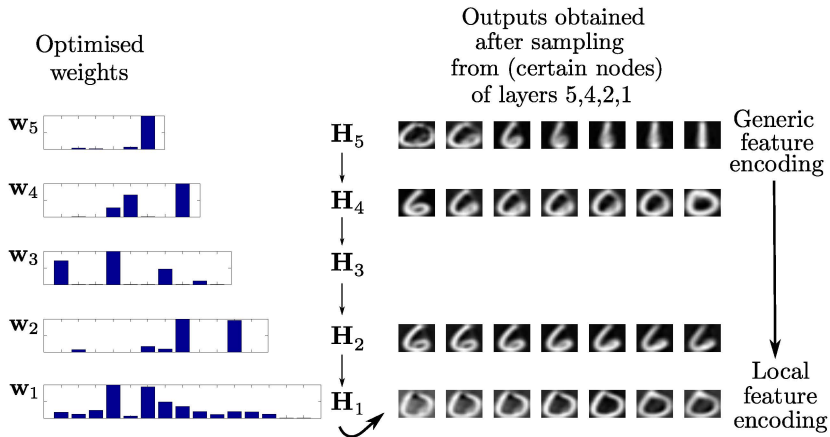 Optimised
weights
Outputs obtained
after sampling
from (certain nodes)
of layers 5,4,2,1
w5
H5
Generic
feature
encoding
w4
H4
w3
H3
w2
H2
w1
H1
Local
feature
encoding